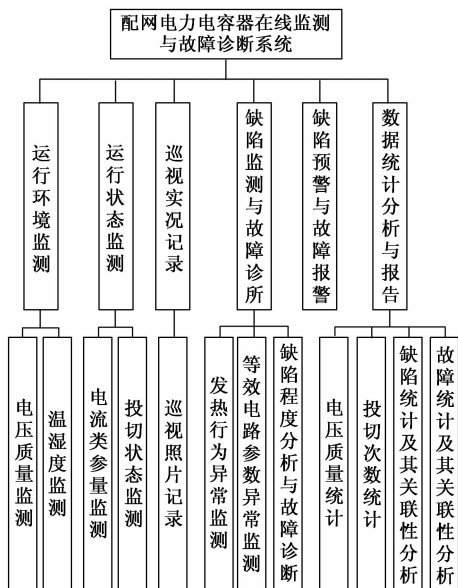 配网电力电容器在线监测
与故障诊断系统
运行环境监测
运行状态监测
巡视实况记录
缺陷监测与故障诊所
缺陷预警与故障报警
数据统计分析与报告
电压质量监测
温湿度监测
电流类参量监测
投切状态监测
巡视照片记录
发热行为异常监测
等效电路参数异常监测
缺陷程度分析与故障诊断
电压质量统计
投切次数统计
缺陷统计及其关联性分析
故障统计及其关联性分析